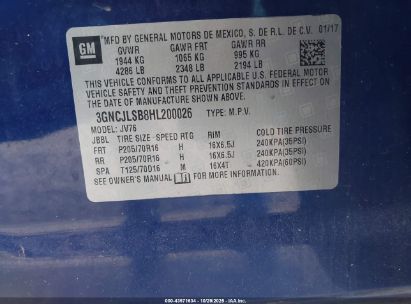 GM
MFD BY GENERAL MOTORS DE MEXICO, S. DE R.L. DE C.V. 01/17
GVWR GAWR FRT GAWR RR
1944 KG 1065 KG 995 KG
4286 LB 2348 LB 2194 LB
THIS VEHICLE CONFORMS TO ALL APPLICABLE U.S. FEDERAL MOTOR
VEHICLE SAFETY AND THEFT PREVENTION STANDARDS IN EFFECT
ON THE DATE OF MANUFACTURE SHOWN ABOVE.
3GNCJLSB8HL200026 TYPE: M.P.V.
MODEL: JV76
JBBL TIRE SIZE SPEED RTG RIM COLD TIRE PRESSURE
FRT P205/70R16 H 16X6.5J 240KPA(35PSI)
RR P205/70R16 H 16X6.5J 240KPA(35PSI)
SPA T125/70D16 M 16X4T 420KPA(60PSI)
SEE OWNER'S MANUAL FOR ADDITIONAL INFORMATION.